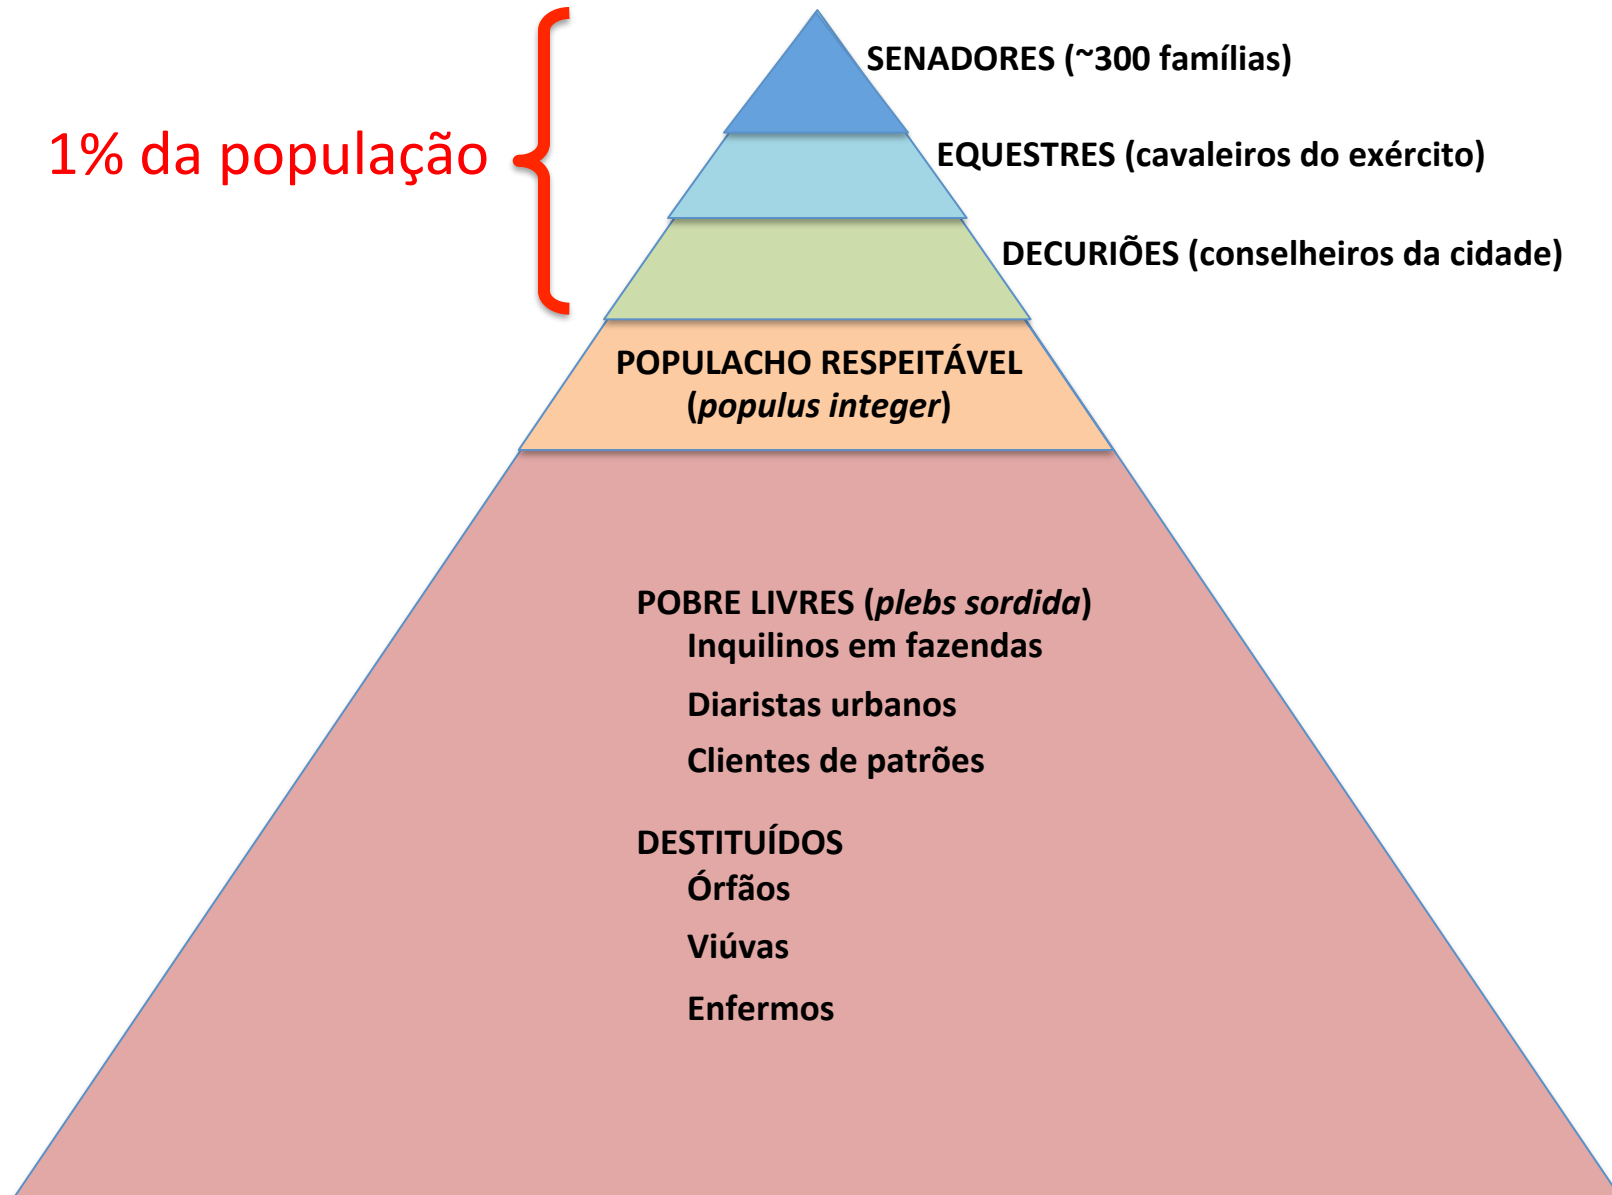 SENADORES (~300 famílias)
1% da população
EQUESTRES (cavaleiros do exército)
DECURIÕES (conselheiros da cidade)
POPULACHO RESPEITÁVEL
(populus integer)
POBRE LIVRES (plebs sordida)
Inquilinos em fazendas
Diaristas urbanos
Clientes de patrões
DESTITUÍDOS
Órfãos
Viúvas
Enfermos